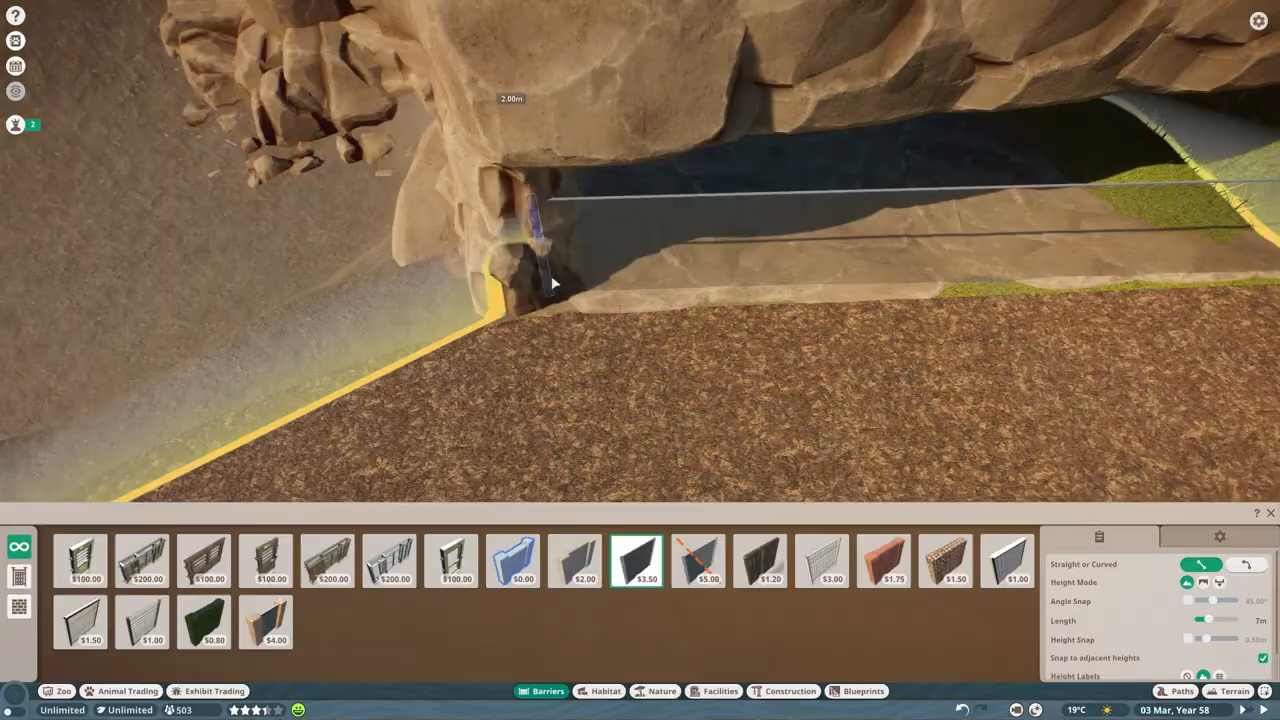 ?
2
2.00m
? ×
$100.00 $200.00 $100.00 $100.00 $200.00 $200.00 $100.00 $0.00 $2.00 $3.50 $5.00 $1.20 $3.00 $1.75 $1.50 $1.00
$1.50 $1.00 $0.80 $4.00
Straight or Curved
Height Mode
Angle Snap 45.00°
Length 7m
Height Snap 0.50m
Snap to adjacent heights
Height Labels
Zoo Animal Trading Exhibit Trading Barriers Habitat Nature Facilities Construction Blueprints Paths Terrain
Unlimited Unlimited 503 19°C 03 Mar, Year 58